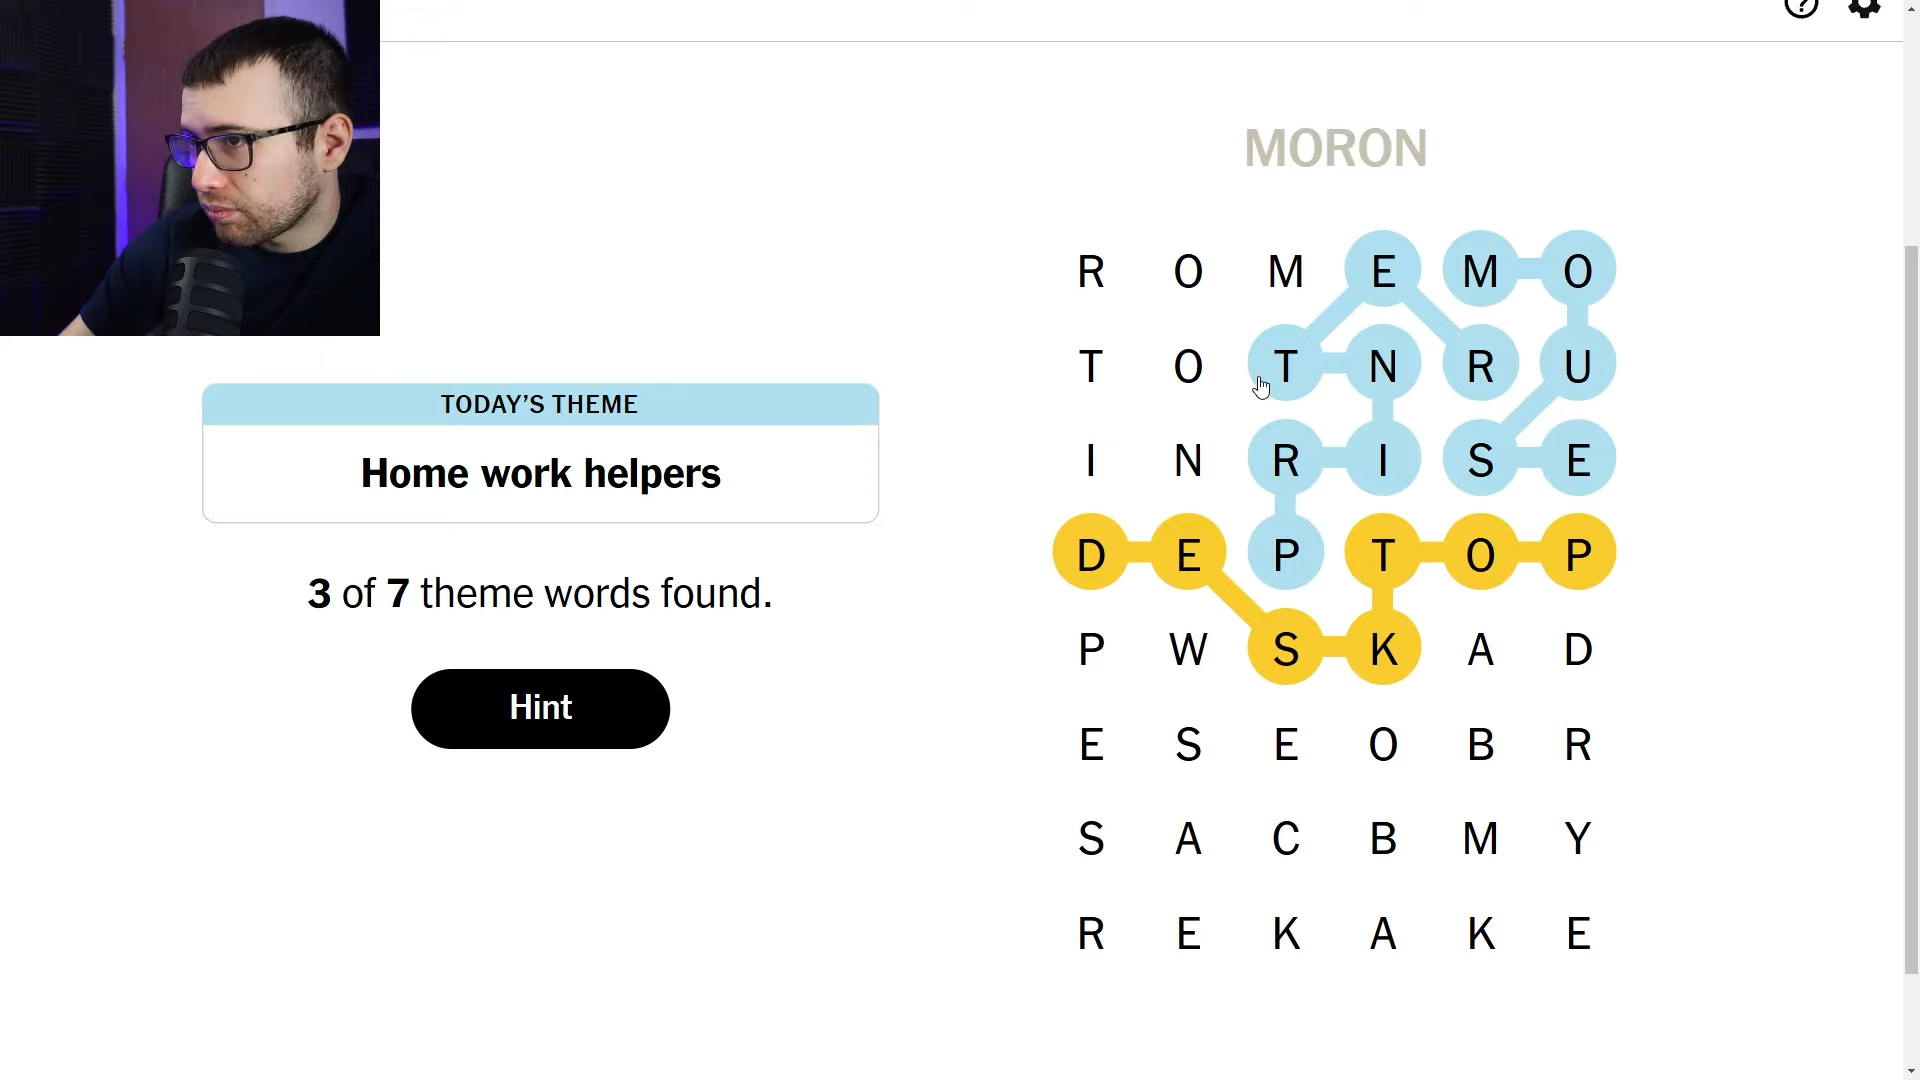 MORON
R O M E M O
T O T N R U
TODAY'S THEME
Home work helpers
I N R I S E
D E P T O P
3 of 7 theme words found.
P W S K A D
Hint
E S E O B R
S A C B M Y
R E K A K E